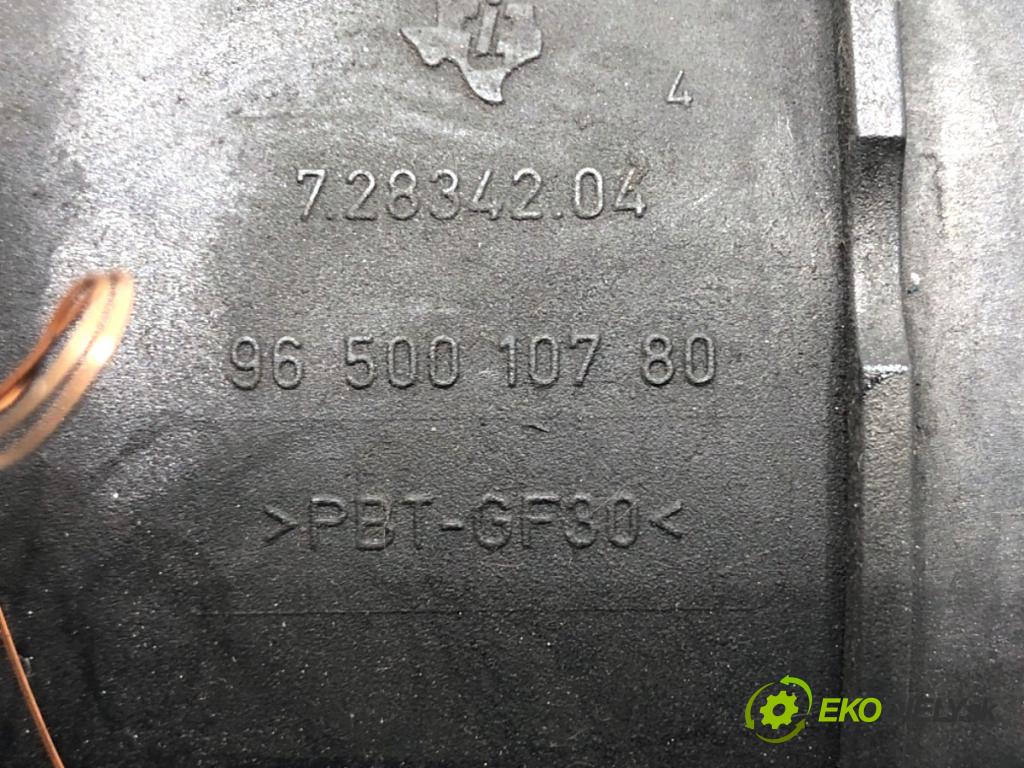 4
7.28342.04
96 500 107 80
>PBT-GF30<
EKODIELY.sk